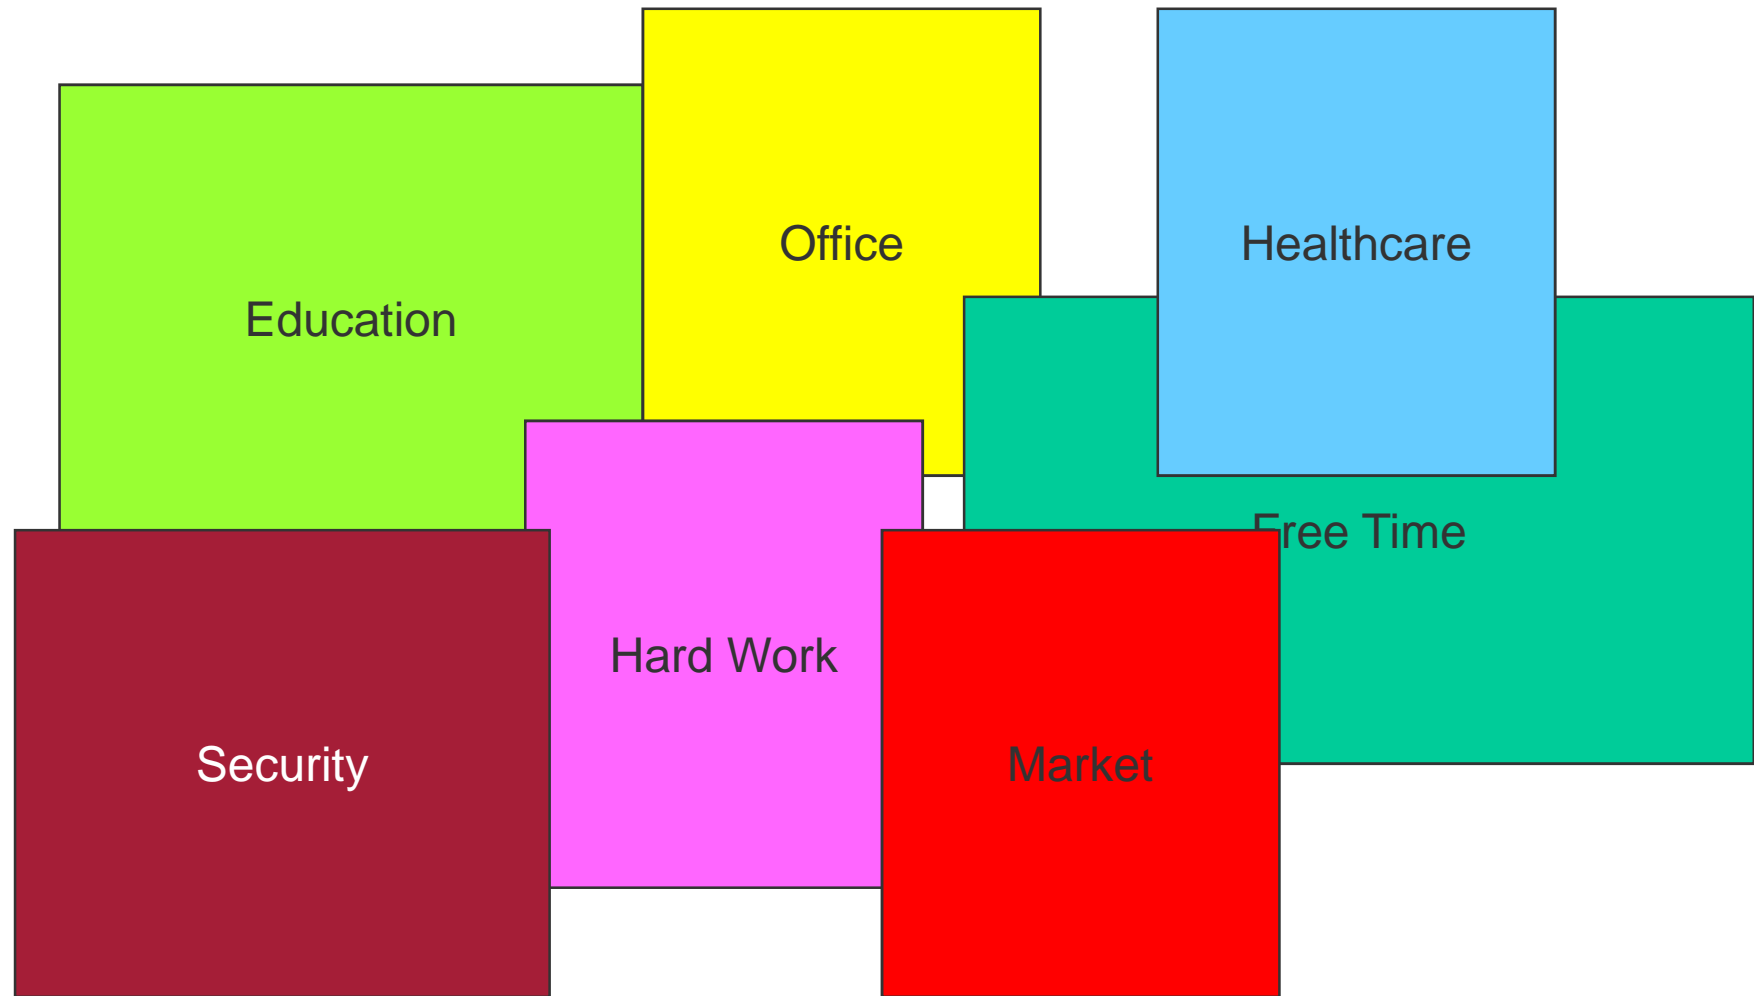 Office
Healthcare
Education
Free Time
Hard Work
Security
Market